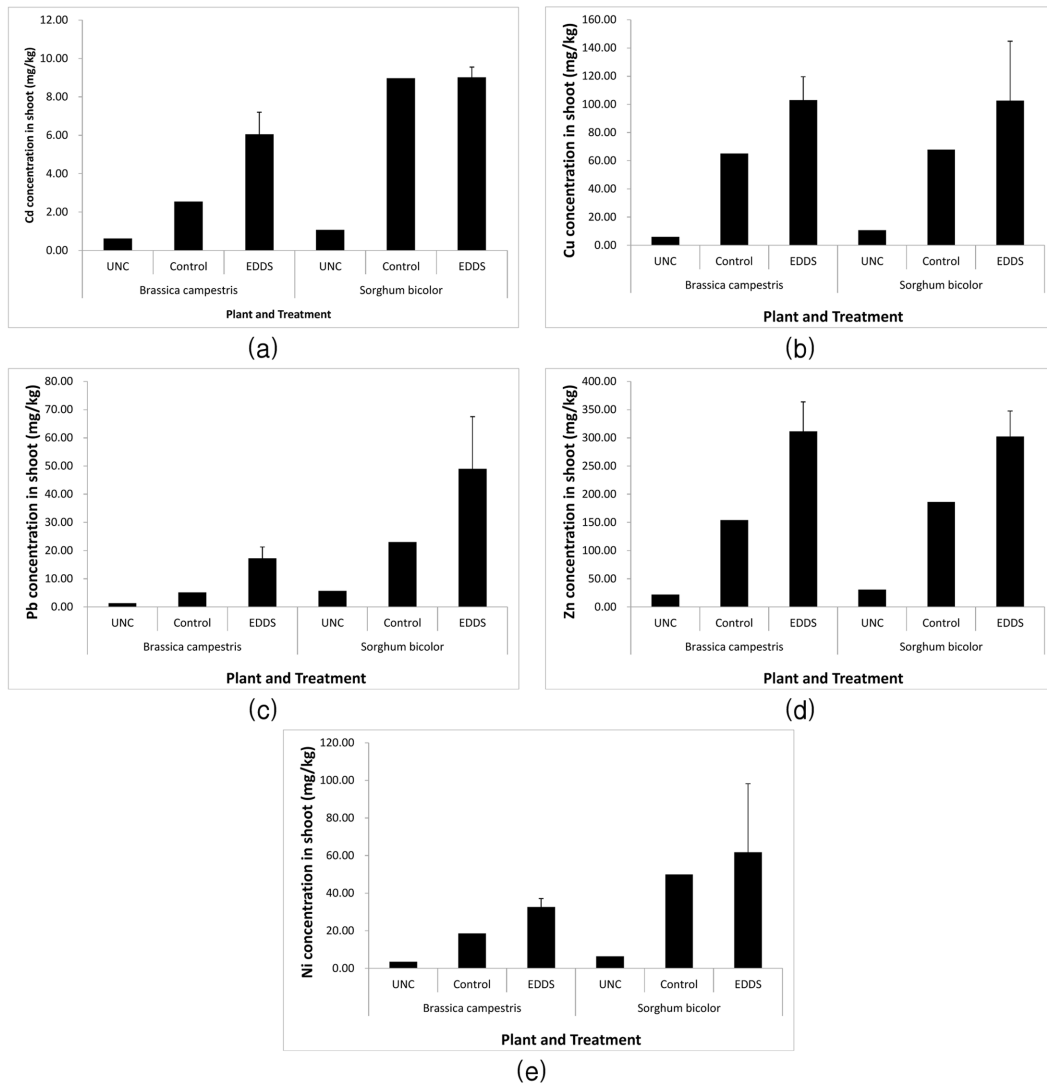 Cd concentration in shoot (mg/kg)
12.00
10.00
8.00
6.00
4.00
2.00
0.00
UNC Control EDDS UNC Control EDDS
Brassica campestris Sorghum bicolor
Plant and Treatment
(a)
Cu concentration in shoot (mg/kg)
160.00
140.00
120.00
100.00
80.00
60.00
40.00
20.00
0.00
UNC Control EDDS UNC Control EDDS
Brassica campestris Sorghum bicolor
Plant and Treatment
(b)
Pb concentration in shoot (mg/kg)
80.00
70.00
60.00
50.00
40.00
30.00
20.00
10.00
0.00
UNC Control EDDS UNC Control EDDS
Brassica campestris Sorghum bicolor
Plant and Treatment
(c)
Zn concentration in shoot (mg/kg)
400.00
350.00
300.00
250.00
200.00
150.00
100.00
50.00
0.00
UNC Control EDDS UNC Control EDDS
Brassica campestris Sorghum bicolor
Plant and Treatment
(d)
Ni concentration in shoot (mg/kg)
120.00
100.00
80.00
60.00
40.00
20.00
0.00
UNC Control EDDS UNC Control EDDS
Brassica campestris Sorghum bicolor
Plant and Treatment
(e)